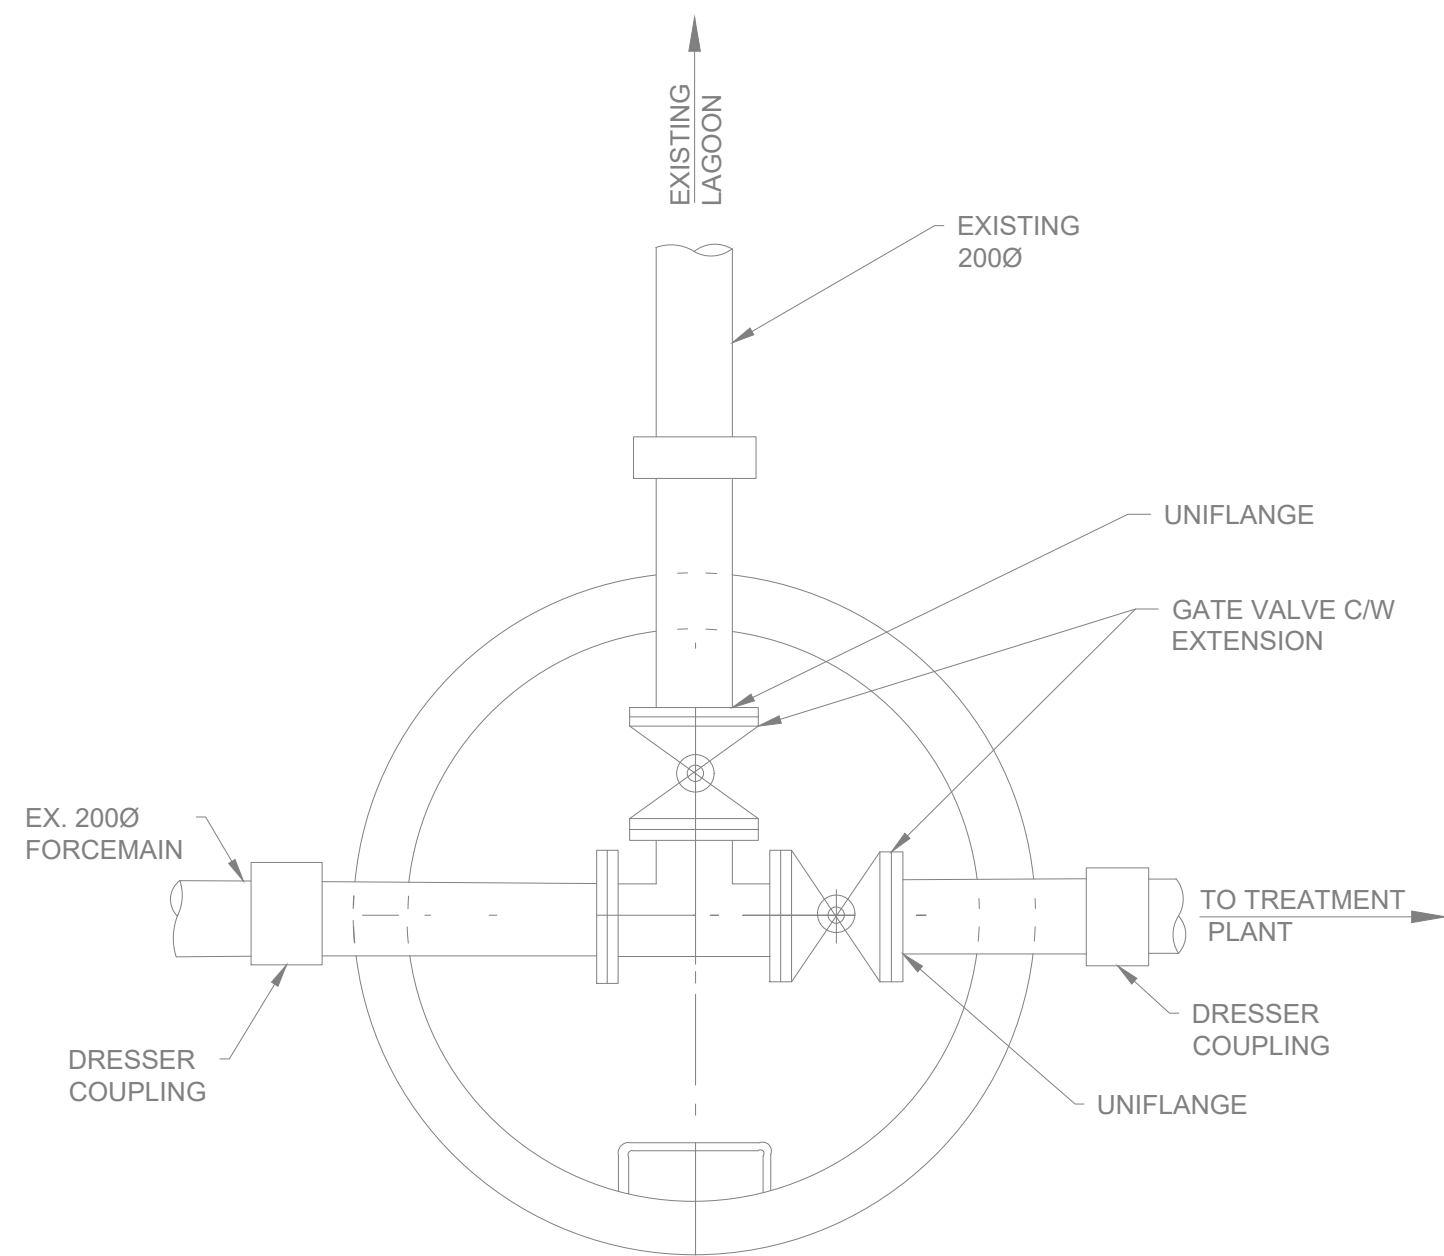 EXISTING
LAGOON
EXISTING
200Ø
UNIFLANGE
GATE VALVE C/W
EXTENSION
EX. 200Ø
FORCEMAIN
TO TREATMENT
PLANT
DRESSER
COUPLING
DRESSER
COUPLING
UNIFLANGE